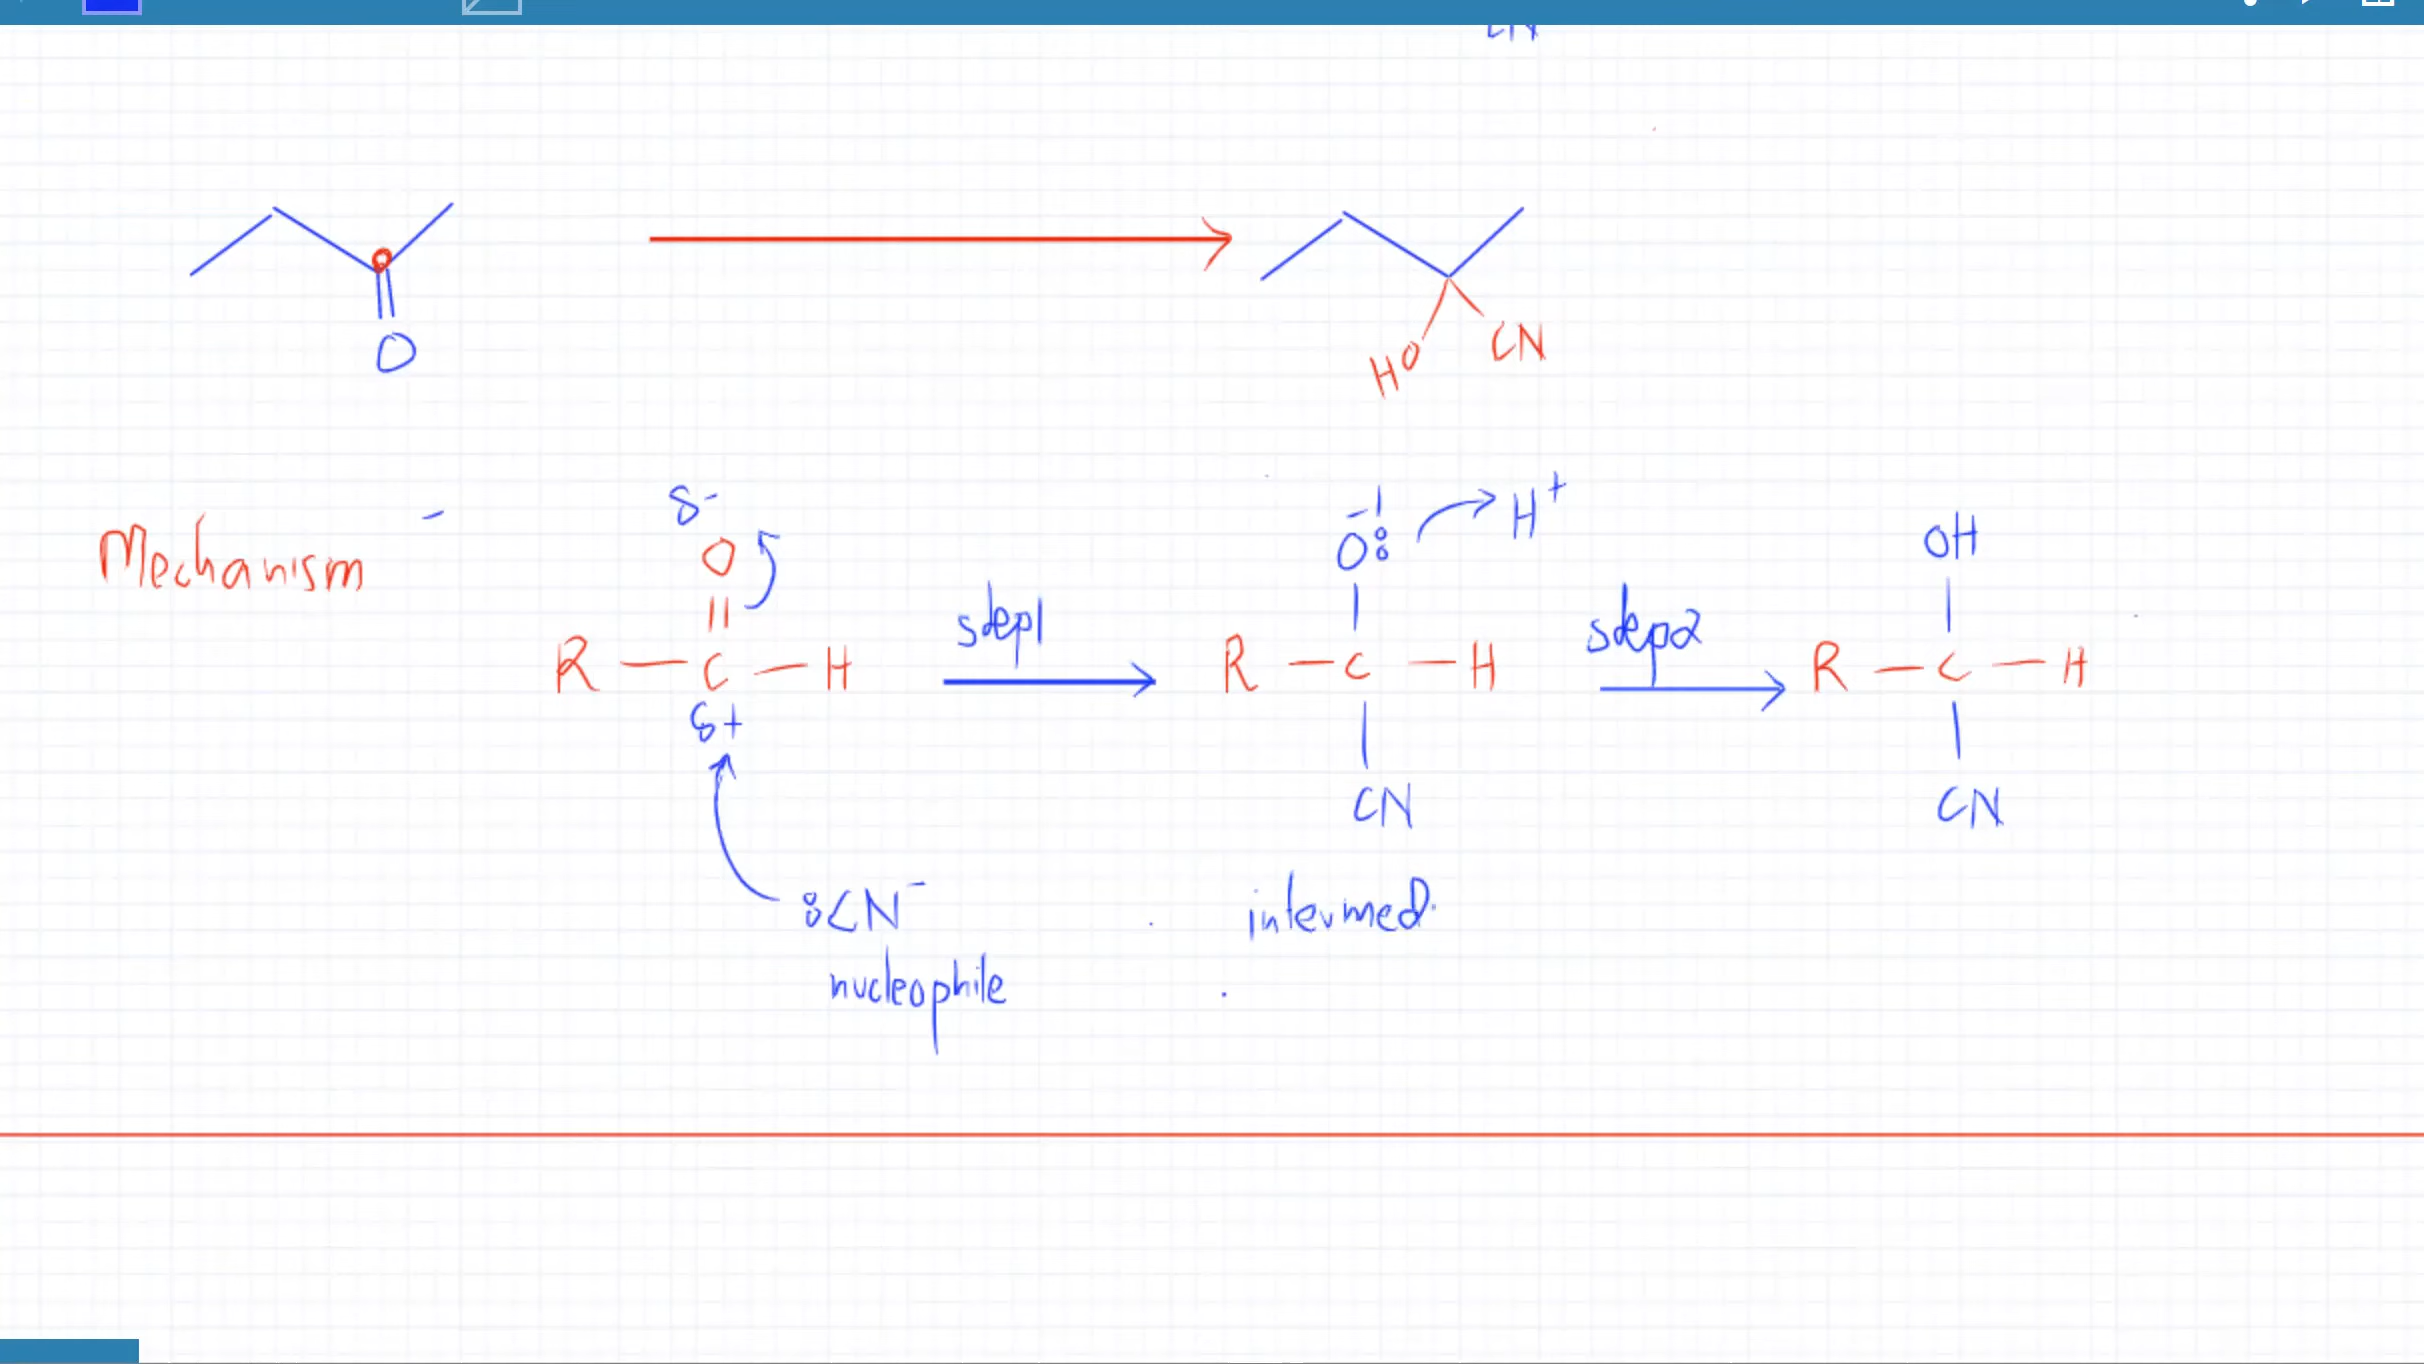 CN
O
HO CN
Mechanism -
δ-
O
R — C — H
δ+
:CN⁻
nucleophile
step1
-
O: H+
R — C — H
CN
intermed.
step2
OH
R — C — H
CN